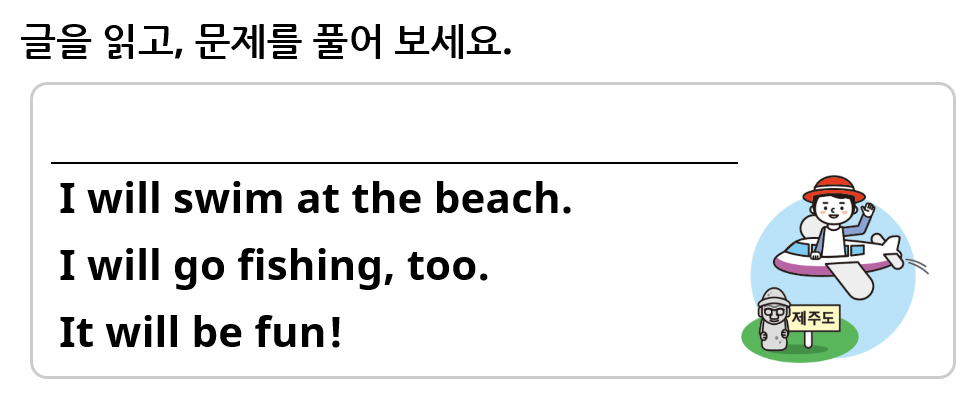 글을 읽고, 문제를 풀어 보세요.
I will swim at the beach.
I will go fishing, too.
It will be fun!
제주도